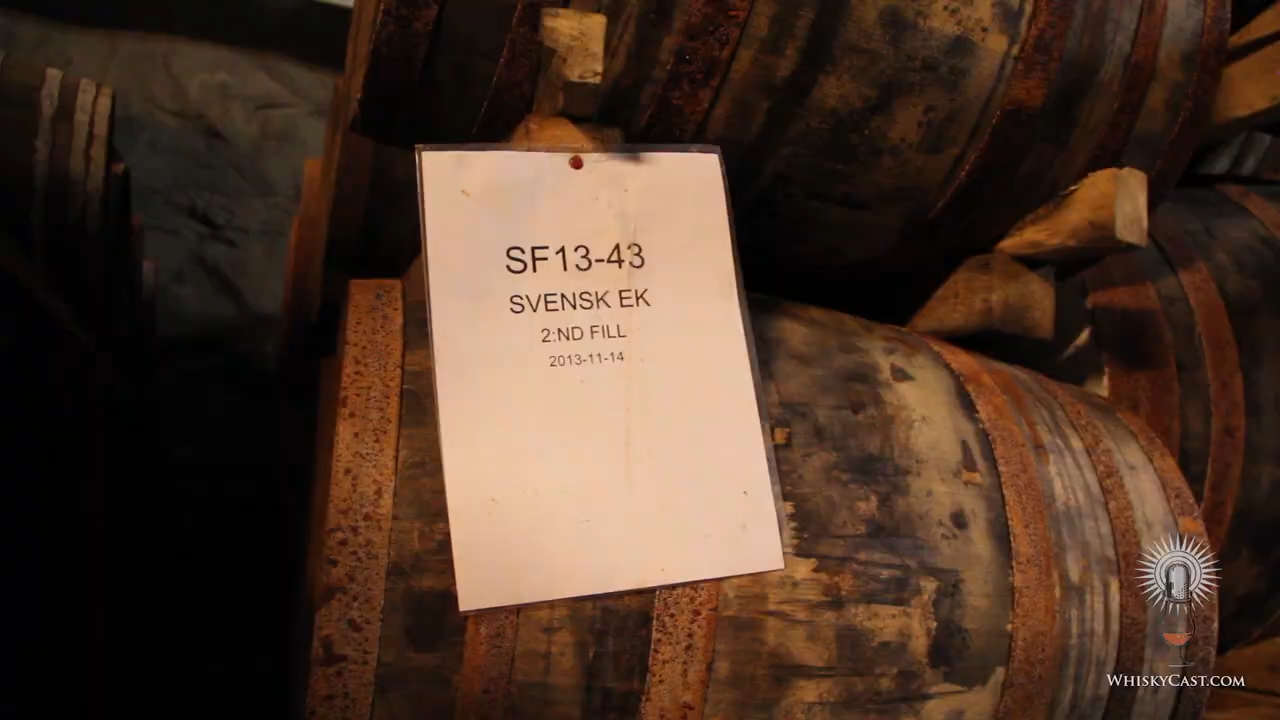 SF13-43
SVENSK EK
2:ND FILL
2013-11-14
WHISKYCAST.COM